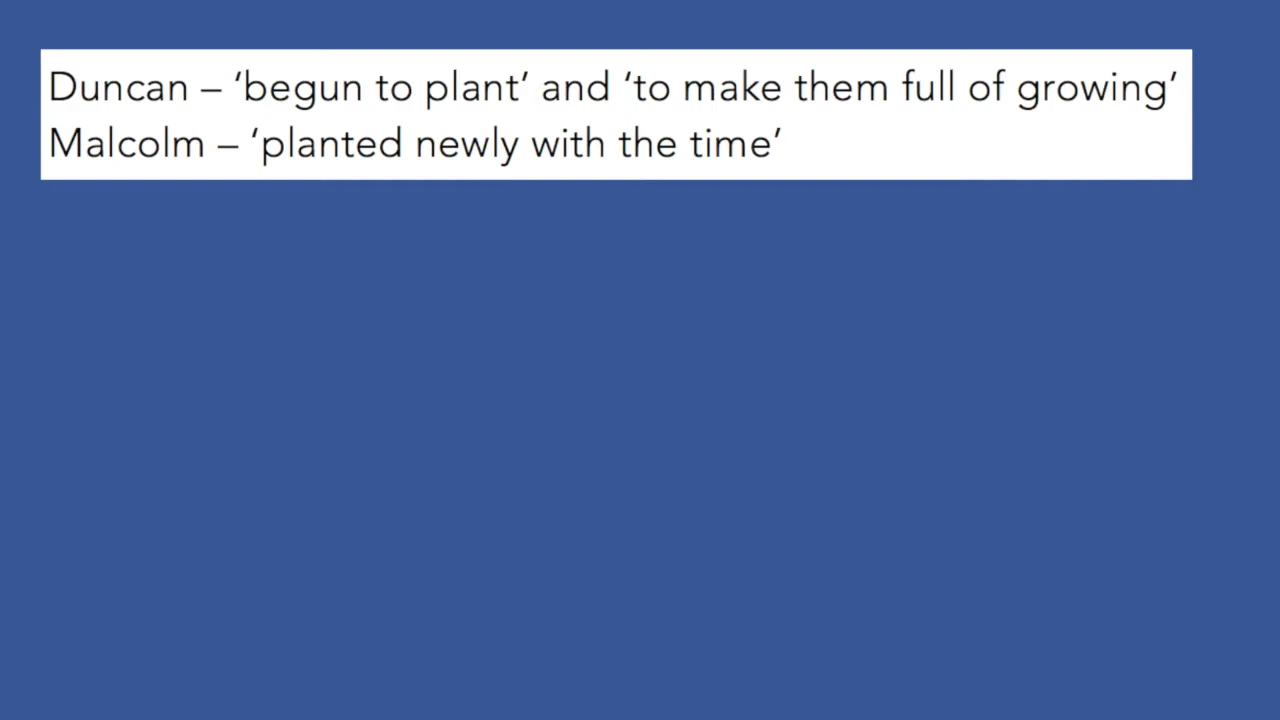 Duncan – ‘begun to plant’ and ‘to make them full of growing’
Malcolm – ‘planted newly with the time’